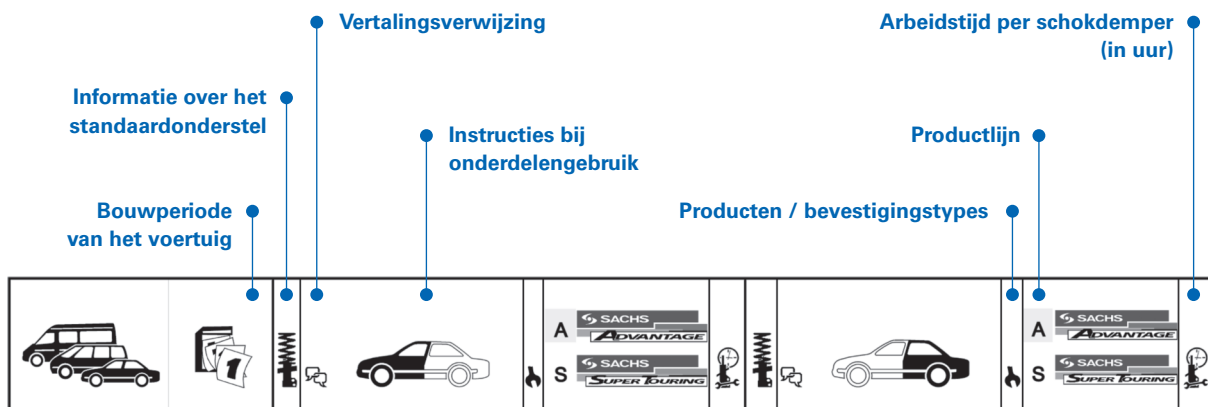 Vertalingsverwijzing
Arbeidstijd per schokdemper
(in uur)
Informatie over het
standaardonderstel
Instructies bij
onderdelengebruik
Productlijn
Bouwperiode
van het voertuig
Producten / bevestigingstypes
1
A SACHS
ADVANTAGE
S SACHS
SUPER TOURING
A SACHS
ADVANTAGE
S SACHS
SUPER TOURING